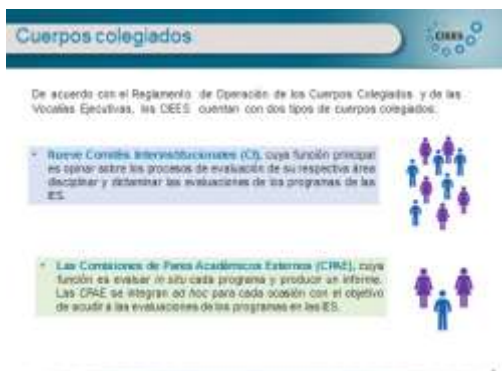 Cuerpos colegiados
CIEES
De acuerdo con el Reglamento de Operación de los Cuerpos Colegiados y de las
Vocalías Ejecutivas, los CIEES cuentan con dos tipos de cuerpos colegiados:
• Nueve Comités Interinstitucionales (CI), cuya función principal
es opinar sobre los procesos de evaluación de su respectiva área
disciplinar y dictaminar las evaluaciones de los programas de las
IES.
• Las Comisiones de Pares Académicos Externos (CPAE), cuya
función es evaluar in situ cada programa y producir un informe.
Las CPAE se integran ad hoc para cada ocasión con el objetivo
de acudir a las evaluaciones de los programas en las IES.